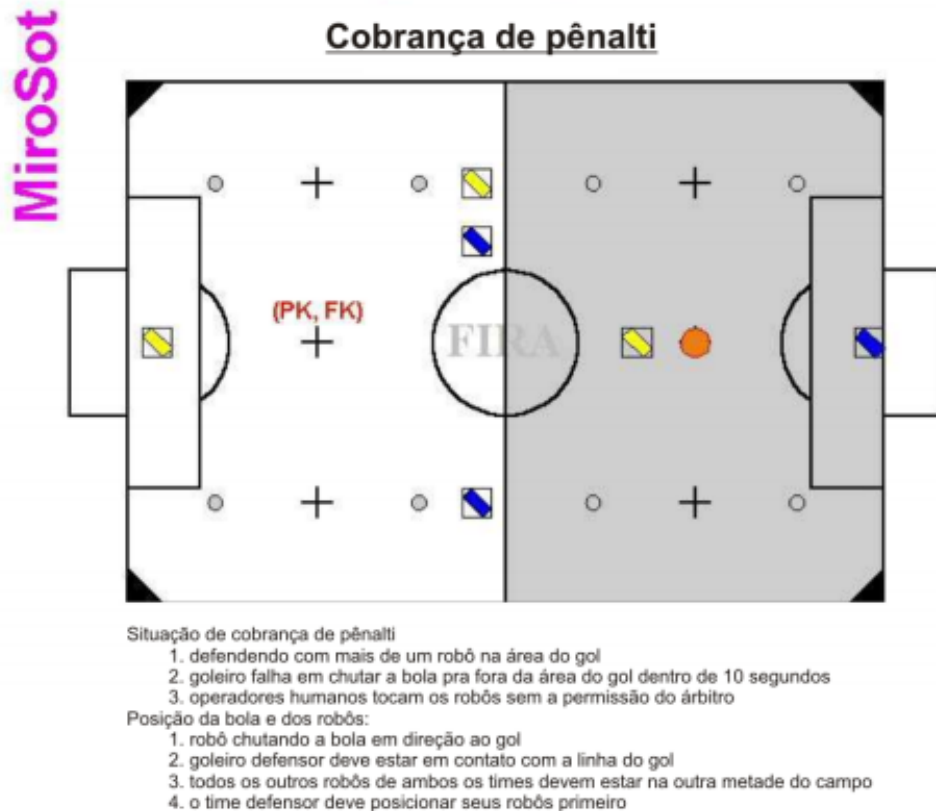 MiroSot
Cobrança de pênalti
(PK, FK)
FIRA
Situação de cobrança de pênalti
1. defendendo com mais de um robô na área do gol
2. goleiro falha em chutar a bola pra fora da área do gol dentro de 10 segundos
3. operadores humanos tocam os robôs sem a permissão do árbitro
Posição da bola e dos robôs:
1. robô chutando a bola em direção ao gol
2. goleiro defensor deve estar em contato com a linha do gol
3. todos os outros robôs de ambos os times devem estar na outra metade do campo
4. o time defensor deve posicionar seus robôs primeiro